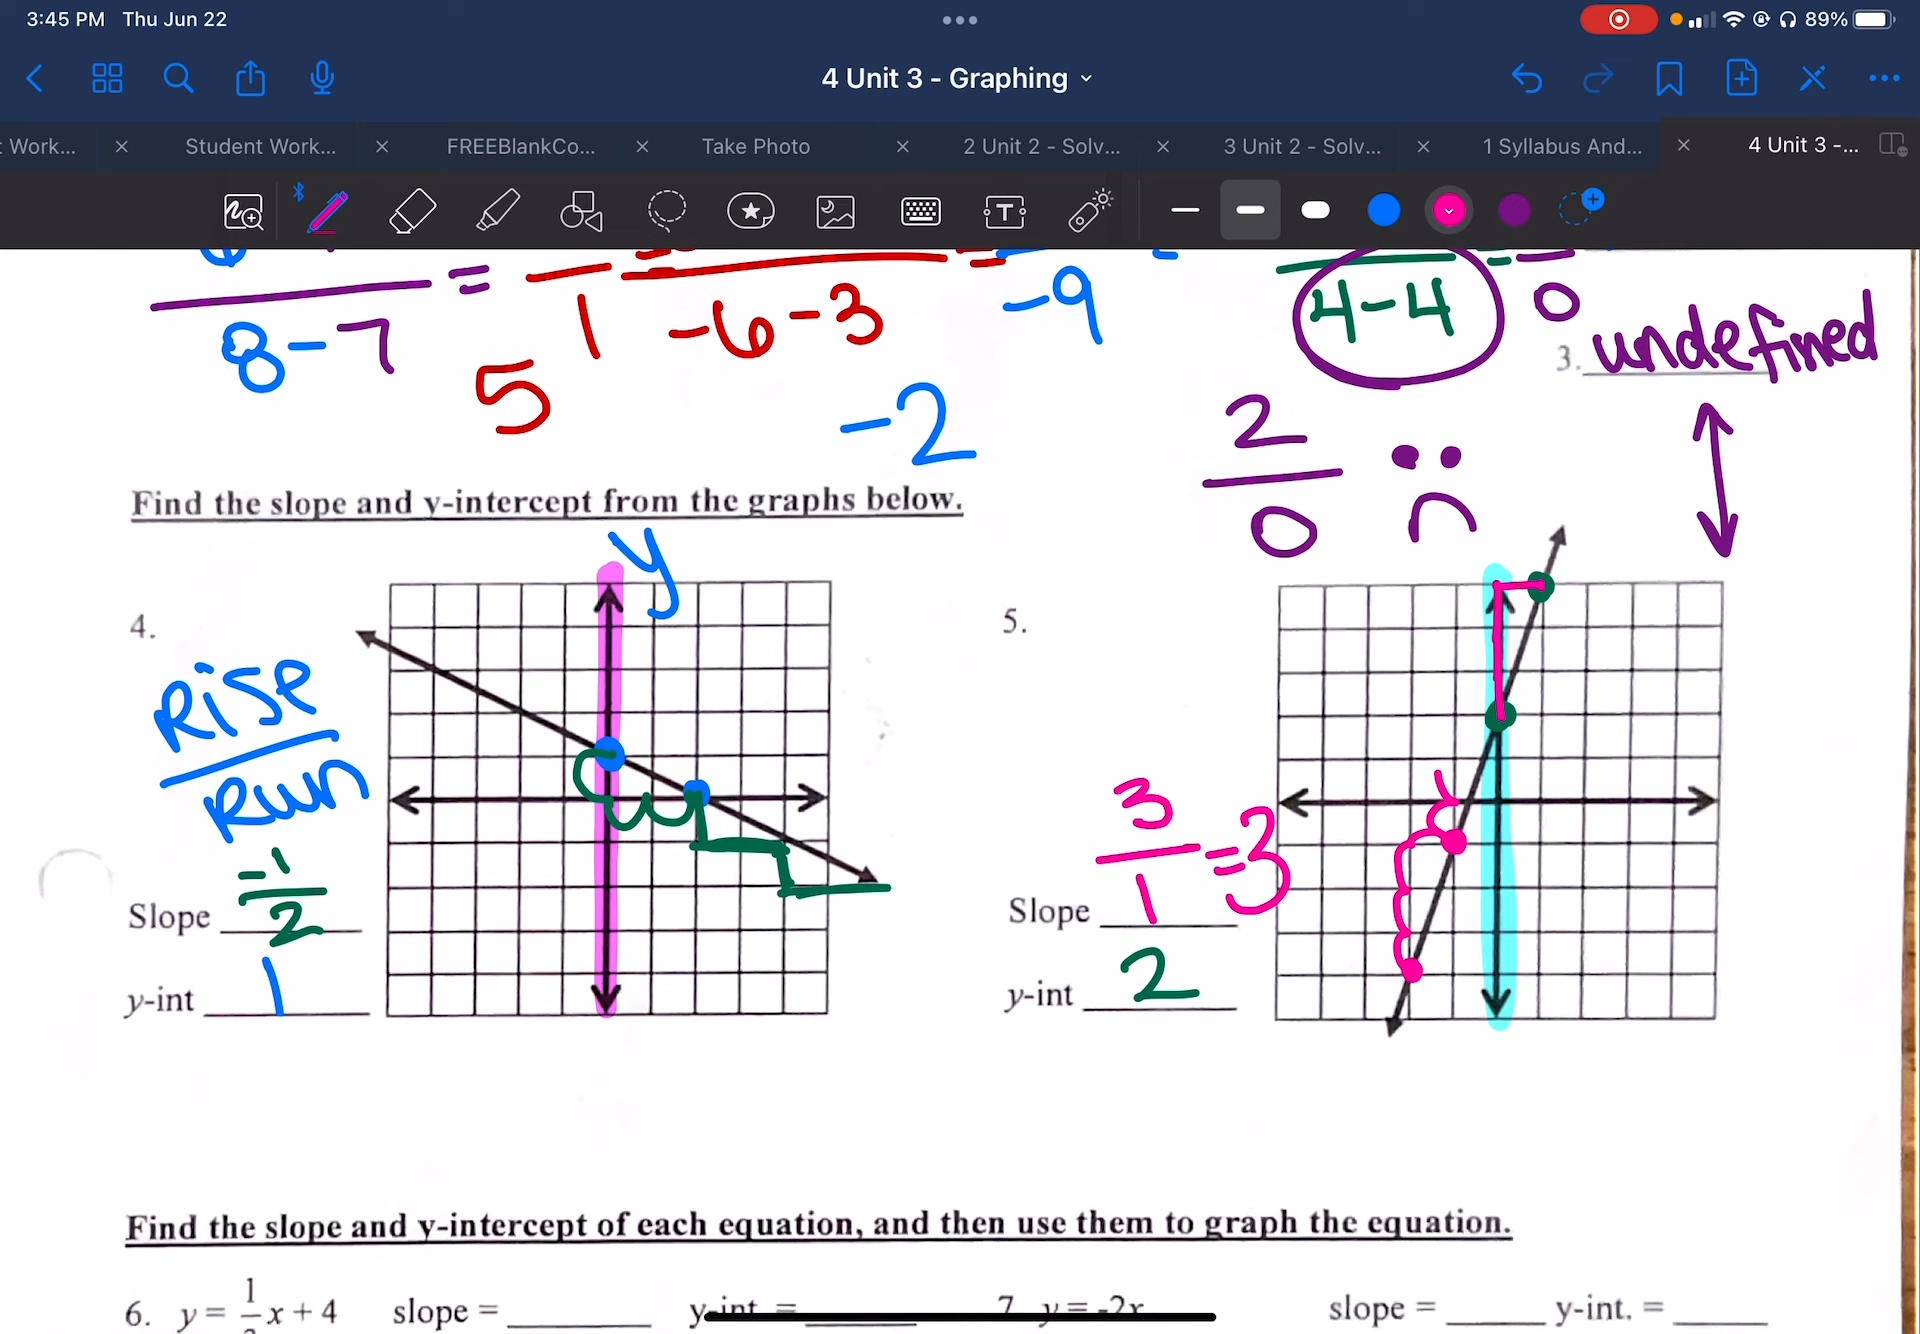 3:45 PM Thu Jun 22
89%
4 Unit 3 - Graphing
Work...
Student Work...
FREEBlankCo...
Take Photo
2 Unit 2 - Solv...
3 Unit 2 - Solv...
1 Syllabus And...
4 Unit 3 -...
8-7 = 1 -6-3 = -9 = 4-4 = 0
5 -2
3. undefined
2/0
Find the slope and y-intercept from the graphs below.
y
4.
Rise
Run
Slope -1/2
y-int 1
5.
Slope 3/1 =3
y-int 2
Find the slope and y-intercept of each equation, and then use them to graph the equation.
6. y = x + 4 slope = y-int. = 7. y = -2x slope = y-int. =